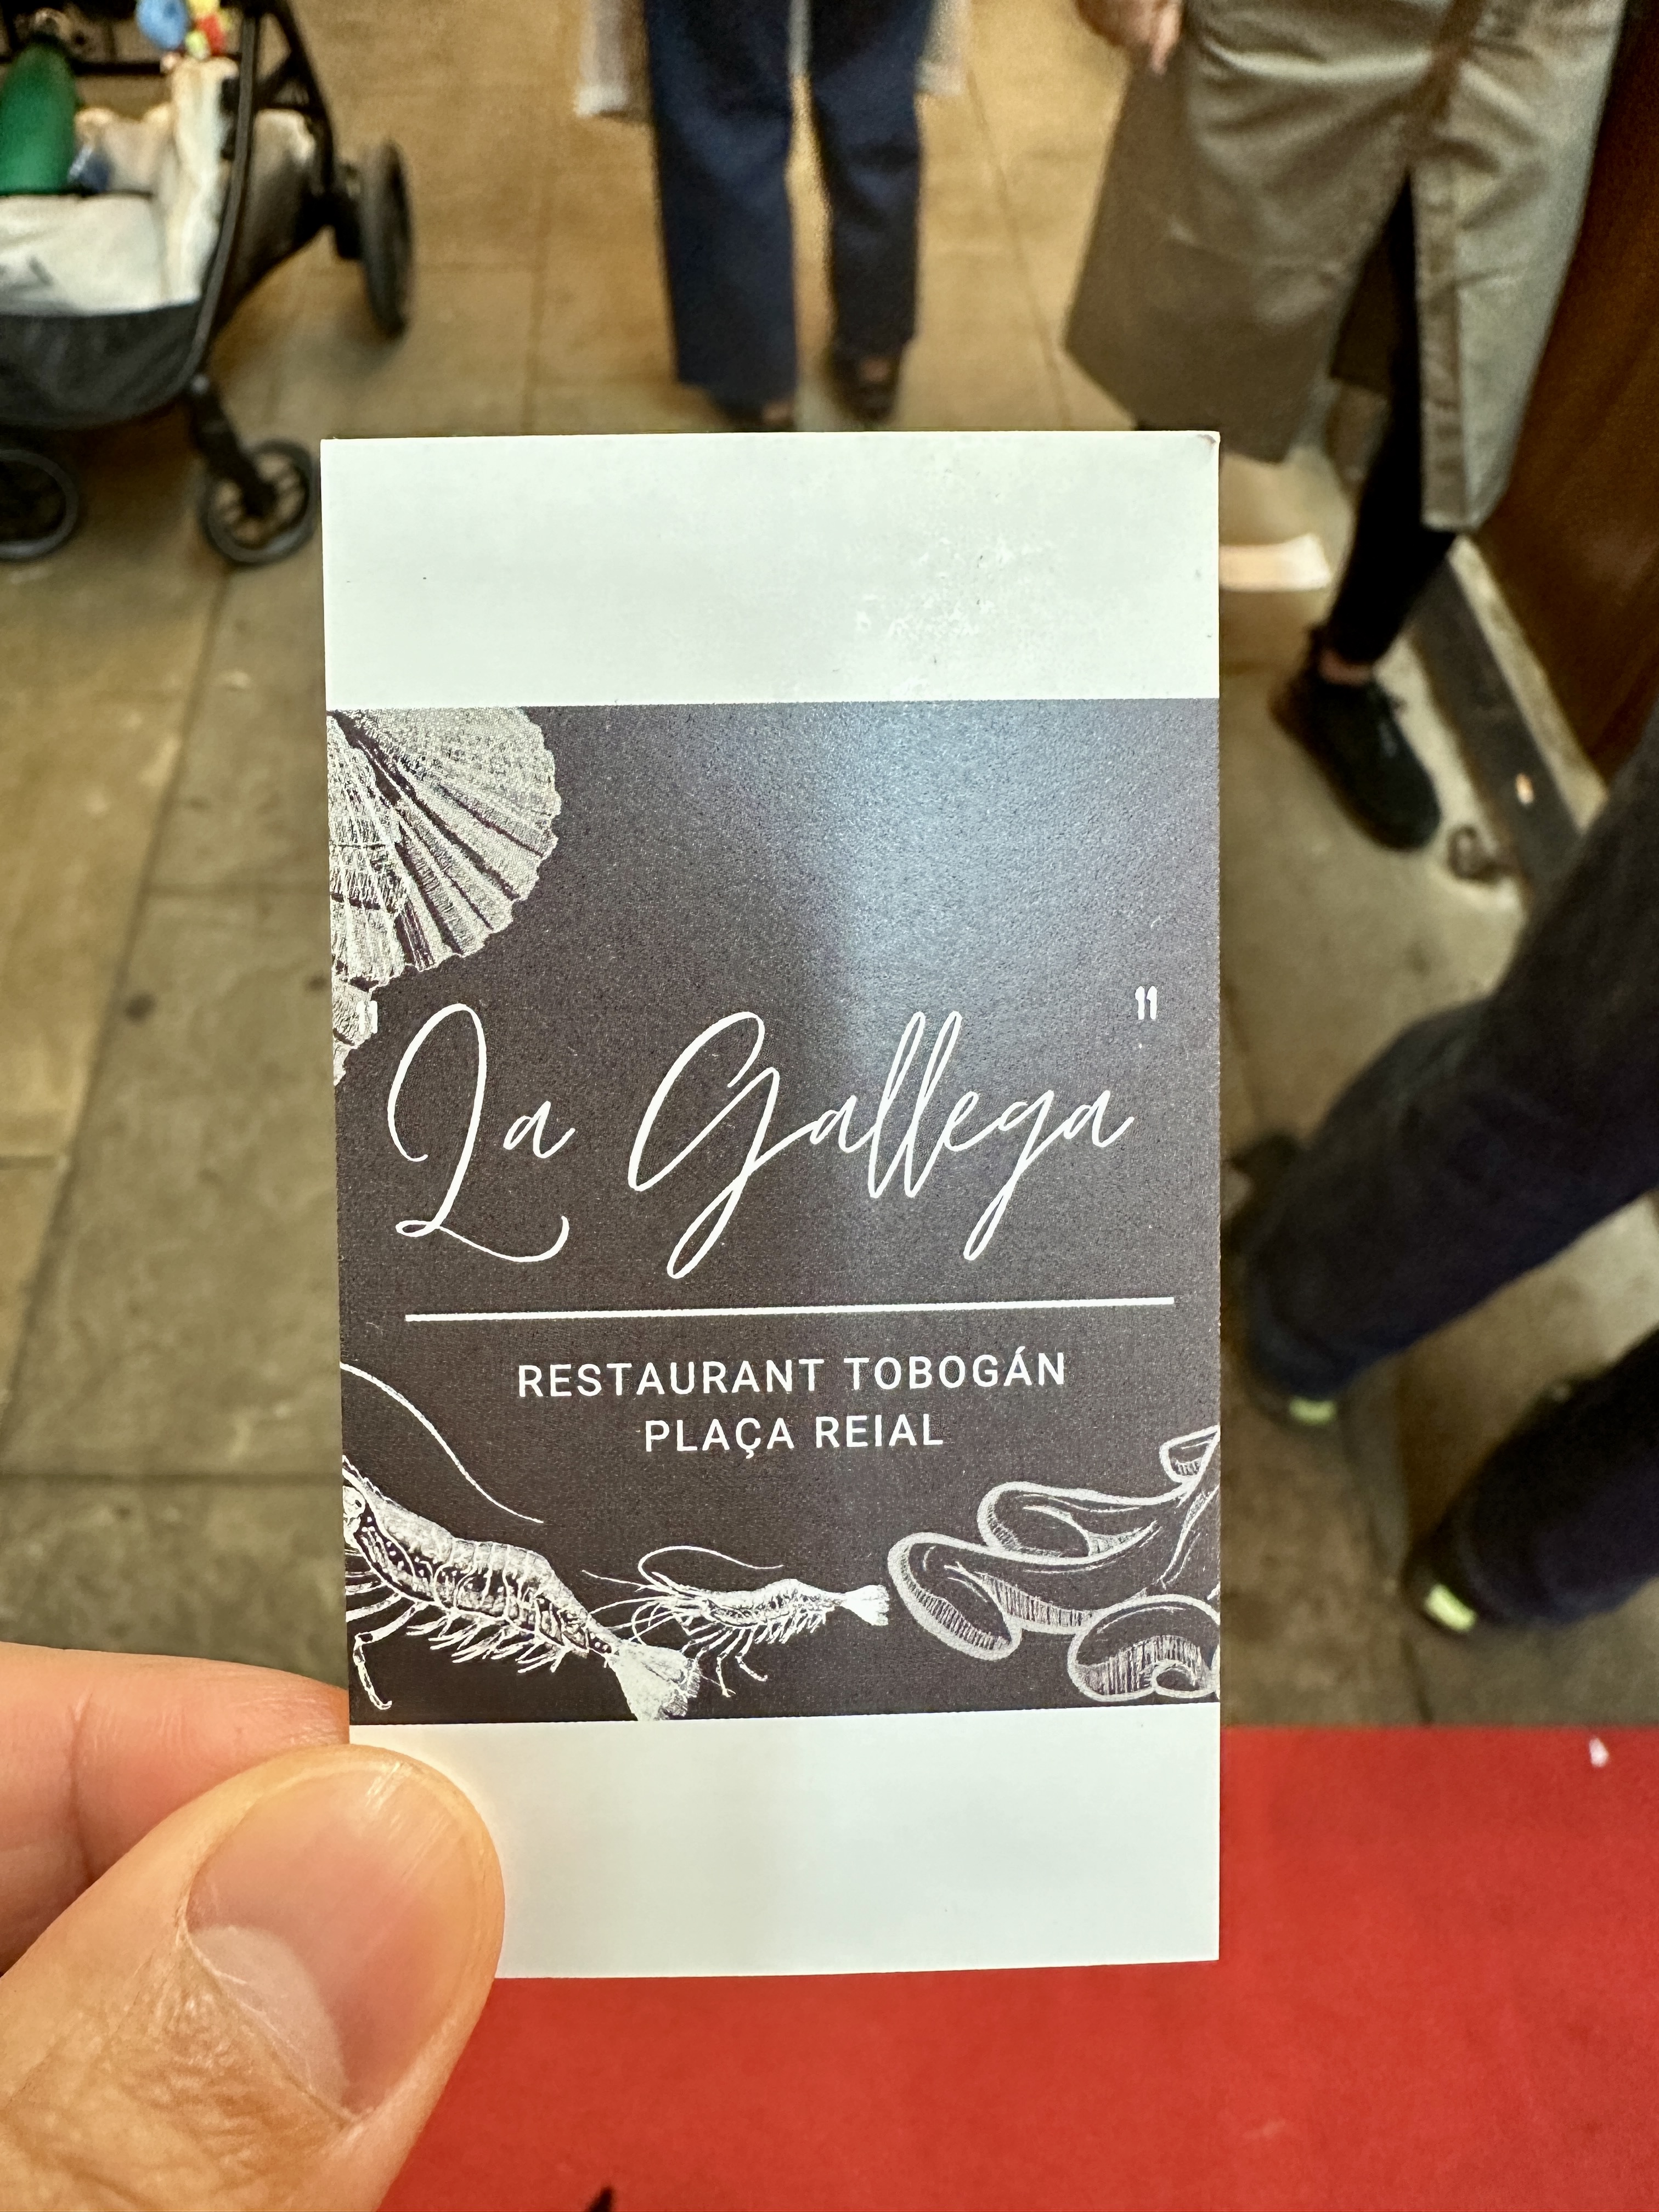 "La Gallega"
RESTAURANT TOBOGÁN
PLAÇA REIAL